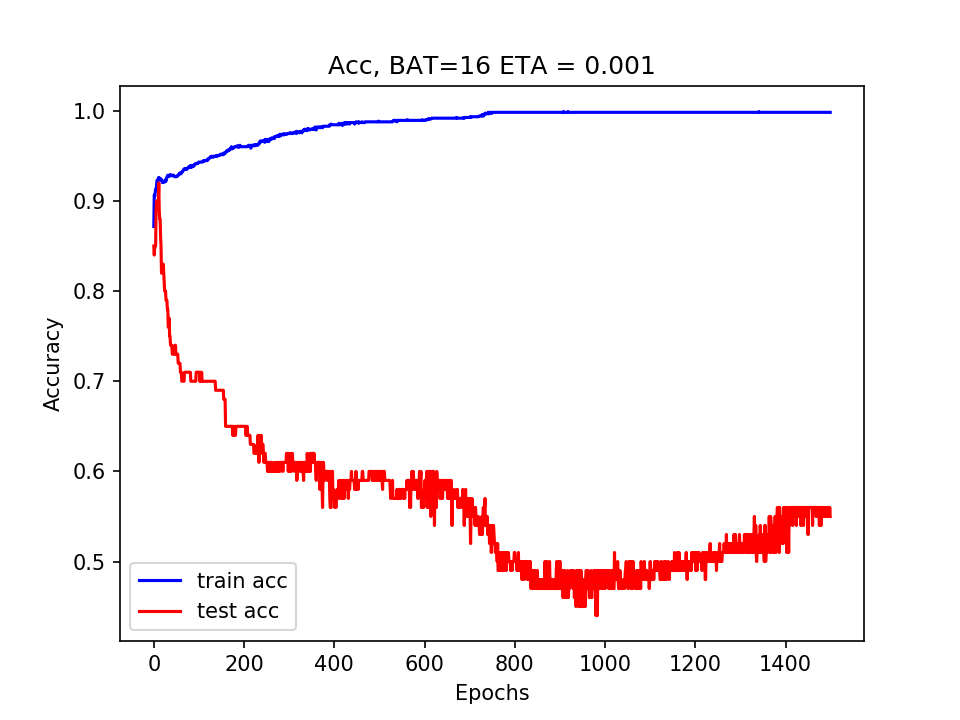 Acc, BAT=16 ETA = 0.001
1.0
0.9
0.8
0.7
0.6
0.5
Accuracy
train acc
test acc
0 200 400 600 800 1000 1200 1400
Epochs